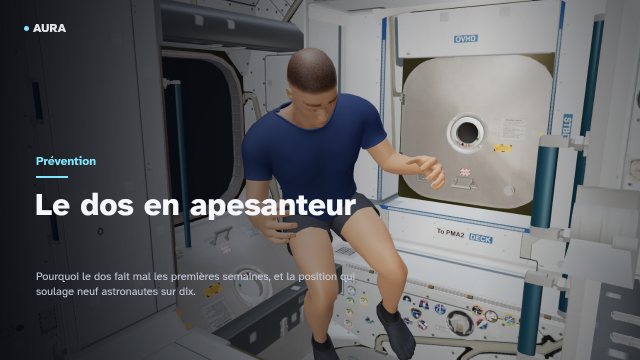 AURA
OVHD
STBD
Prévention
Le dos en apesanteur
To PMA2 DECK
Pourquoi le dos fait mal les premières semaines, et la position qui
soulage neuf astronautes sur dix.